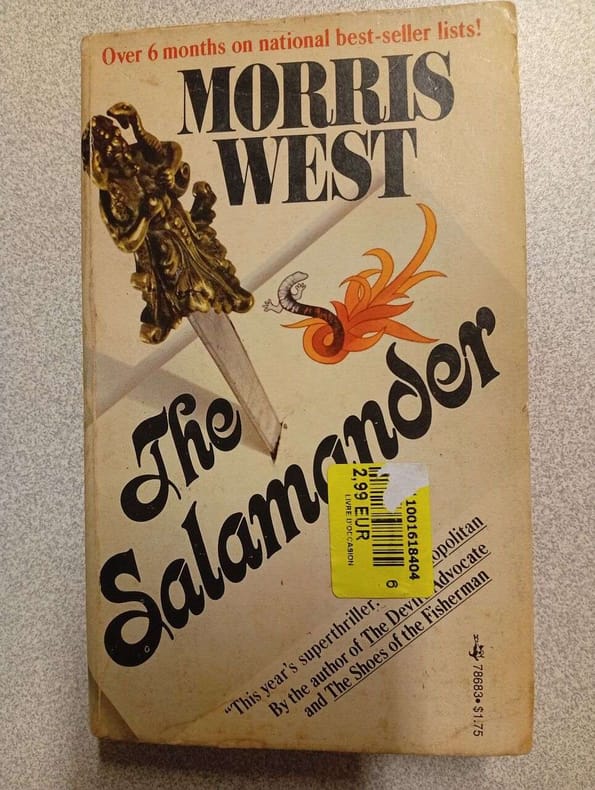 Over 6 months on national best-seller lists!
MORRIS
WEST
The
Salamander
2,99 EUR
LIVRE D'OCCASION
1001618404
6
"This year's superthriller. opolitan
By the author of The Devil's Advocate
and The Shoes of the Fisherman
78683 • $1.75